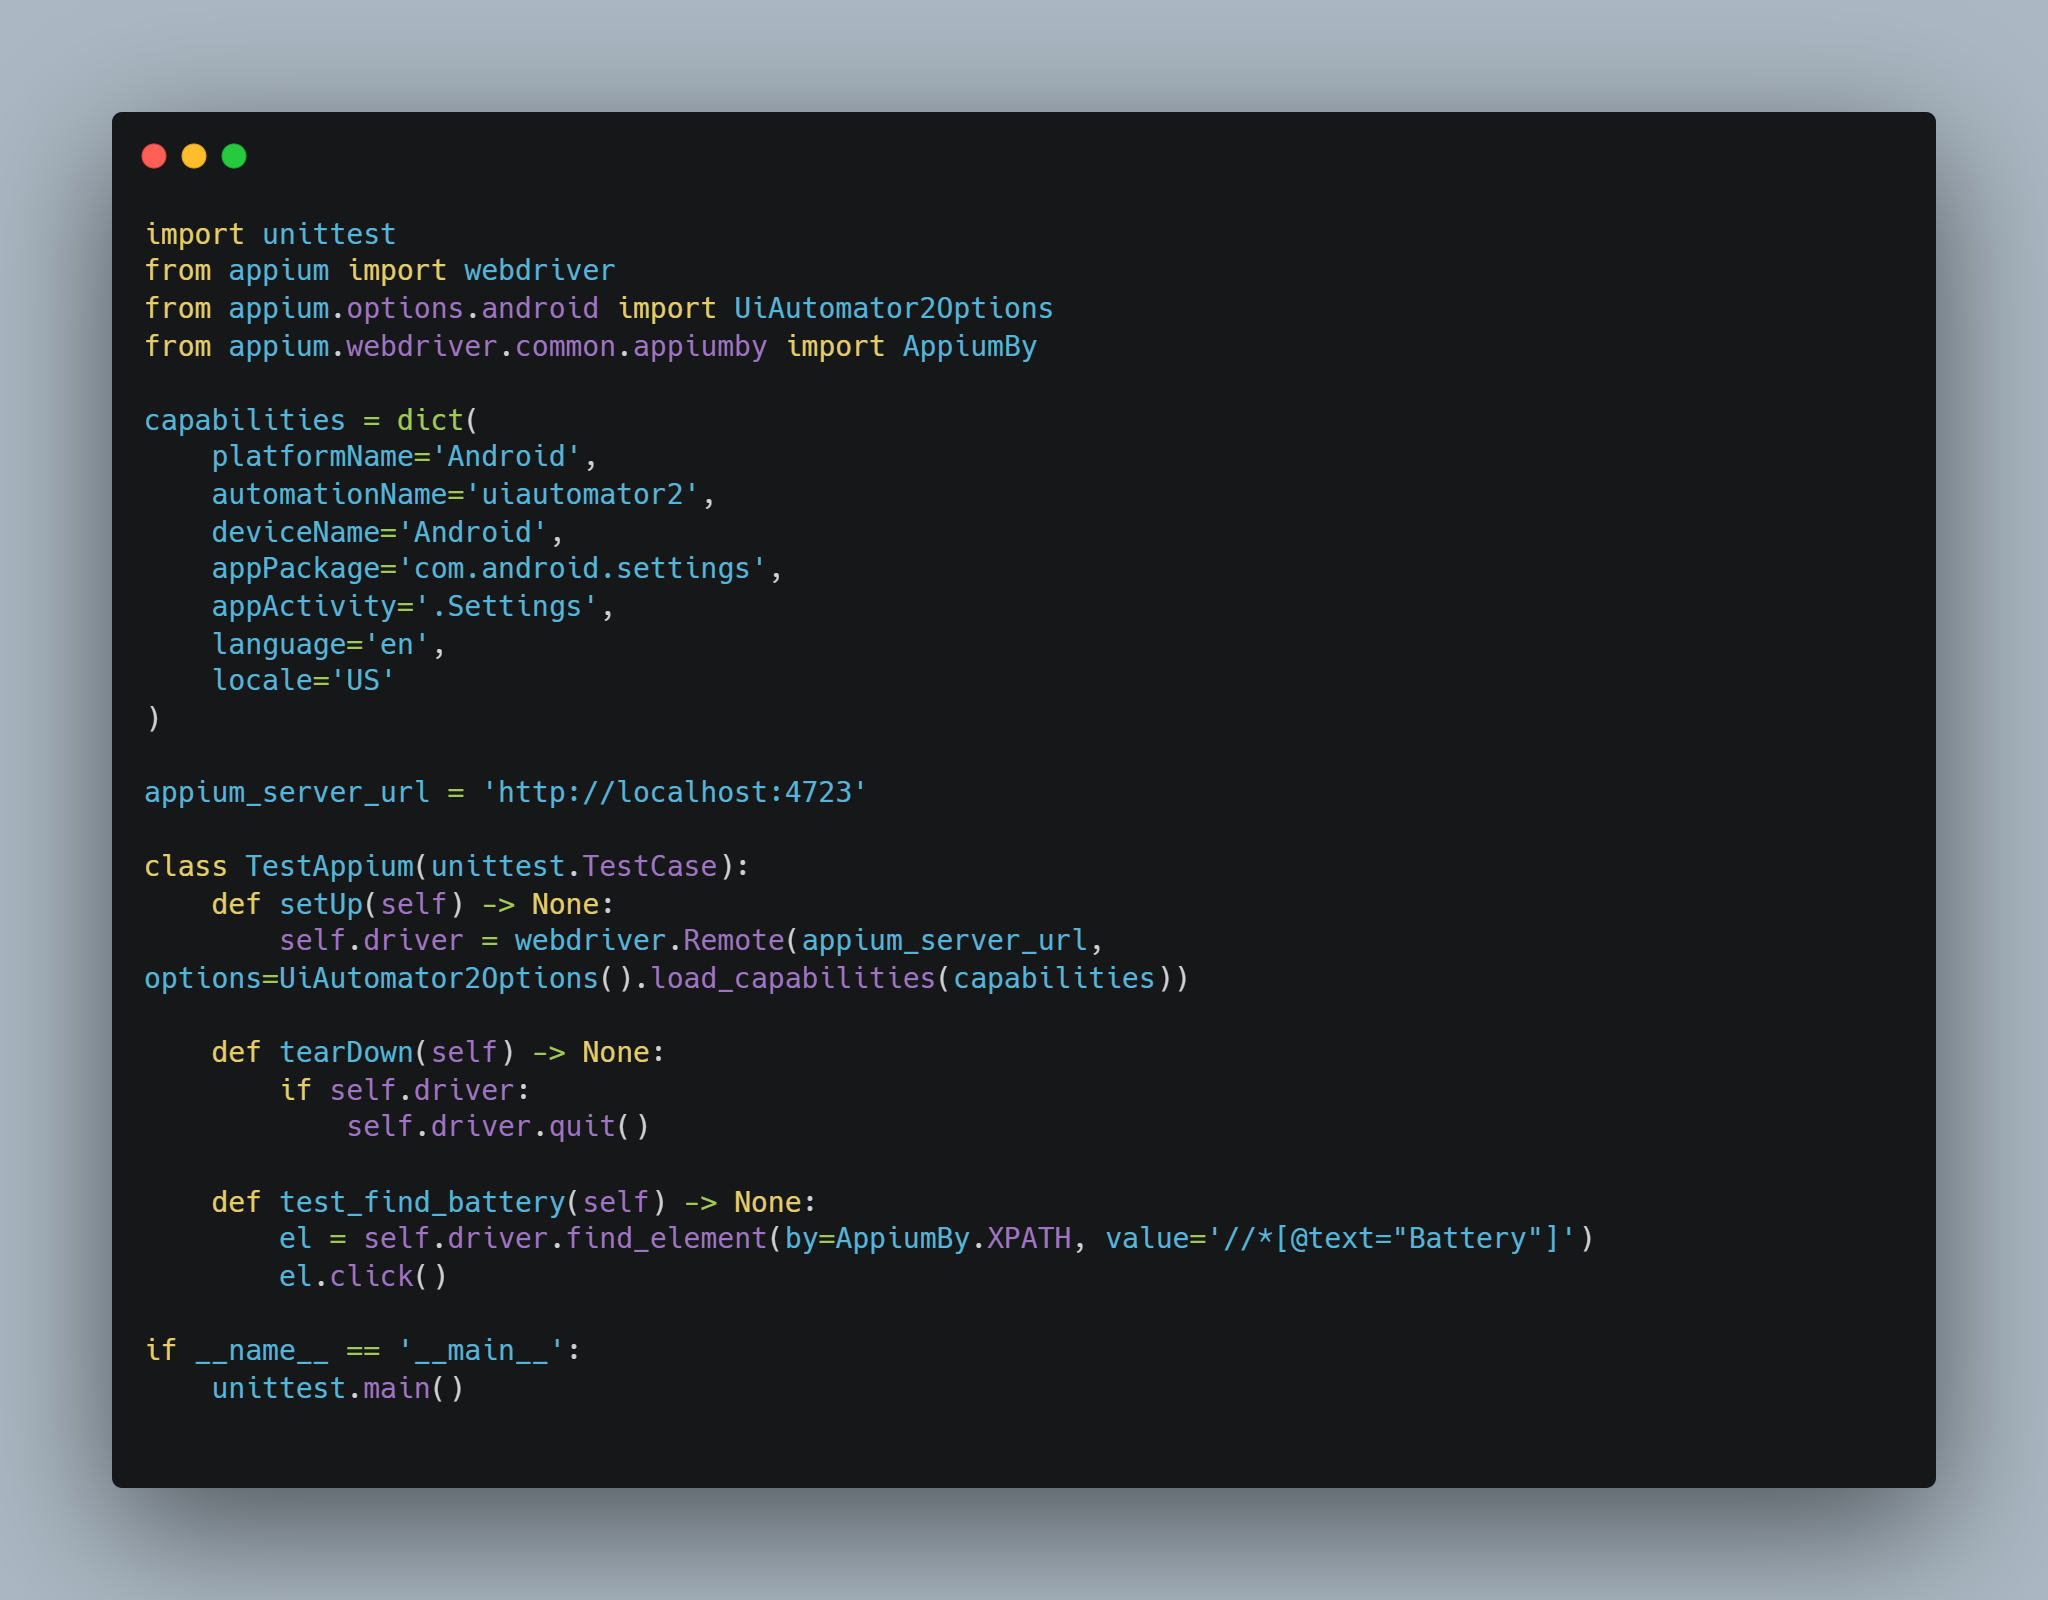 import unittest
from appium import webdriver
from appium.options.android import UiAutomator2Options
from appium.webdriver.common.appiumby import AppiumBy

capabilities = dict(
    platformName='Android',
    automationName='uiautomator2',
    deviceName='Android',
    appPackage='com.android.settings',
    appActivity='.Settings',
    language='en',
    locale='US'
)

appium_server_url = 'http://localhost:4723'

class TestAppium(unittest.TestCase):
    def setUp(self) -> None:
        self.driver = webdriver.Remote(appium_server_url,
options=UiAutomator2Options().load_capabilities(capabilities))

    def tearDown(self) -> None:
        if self.driver:
            self.driver.quit()

    def test_find_battery(self) -> None:
        el = self.driver.find_element(by=AppiumBy.XPATH, value='//*[@text="Battery"]')
        el.click()

if __name__ == '__main__':
    unittest.main()